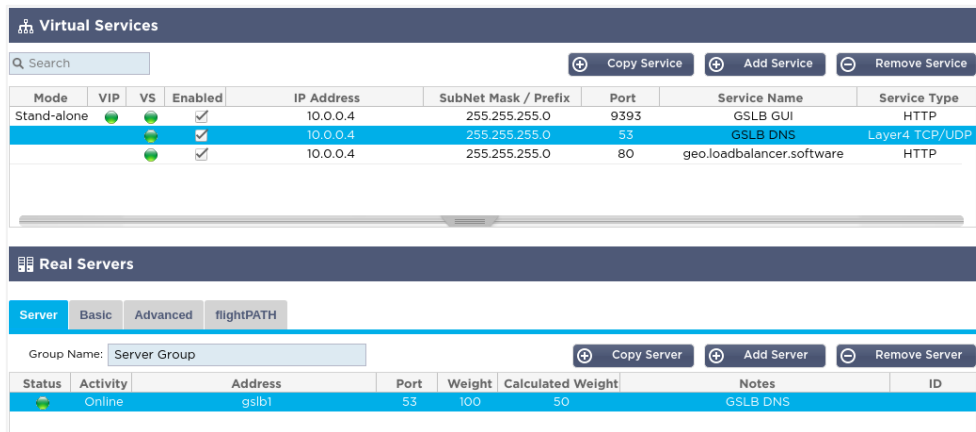 Virtual Services
Search
Copy Service
Add Service
Remove Service
Mode VIP VS Enabled IP Address SubNet Mask / Prefix Port Service Name Service Type
Stand-alone 10.0.0.4 255.255.255.0 9393 GSLB GUI HTTP
10.0.0.4 255.255.255.0 53 GSLB DNS Layer4 TCP/UDP
10.0.0.4 255.255.255.0 80 geo.loadbalancer.software HTTP
Real Servers
Server Basic Advanced flightPATH
Group Name: Server Group Copy Server Add Server Remove Server
Status Activity Address Port Weight Calculated Weight Notes ID
Online gslb1 53 100 50 GSLB DNS